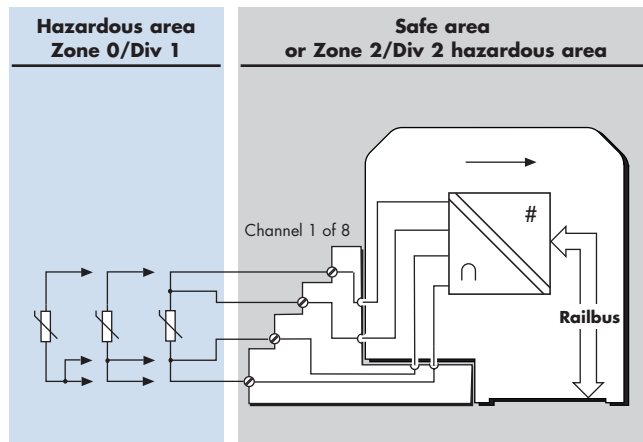 Hazardous area
Zone 0/Div 1
Safe area
or Zone 2/Div 2 hazardous area
Channel 1 of 8
#
∩
Railbus